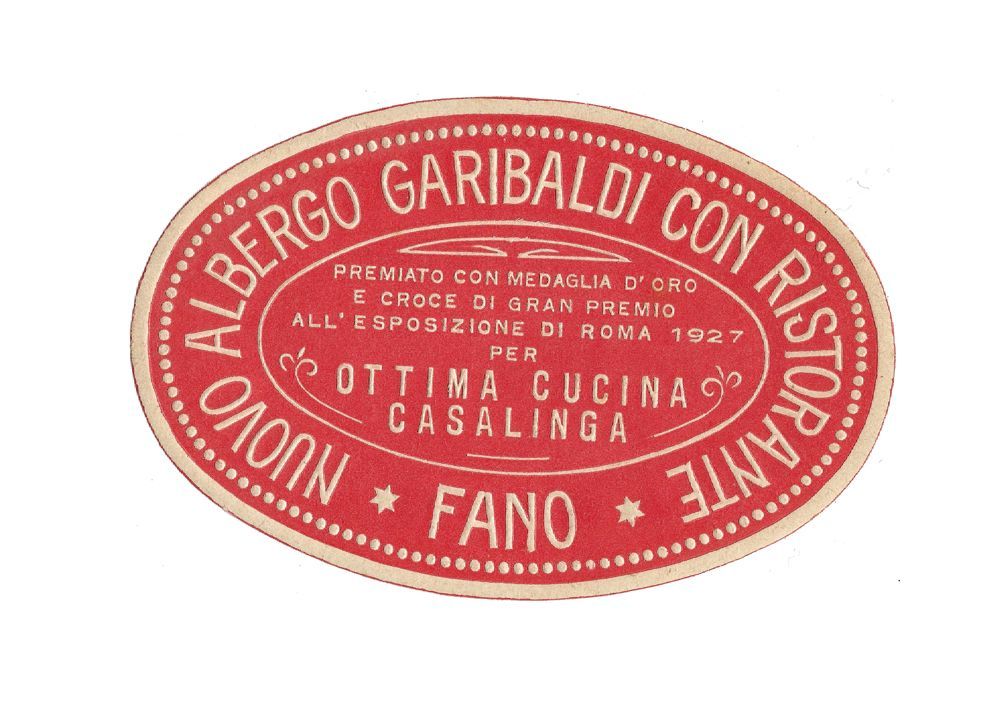 NUOVO ALBERGO GARIBALDI CON RISTORANTE
PREMIATO CON MEDAGLIA D' ORO
E CROCE DI GRAN PREMIO
ALL' ESPOSIZIONE DI ROMA 1927
PER
OTTIMA CUCINA
CASALINGA
FANO